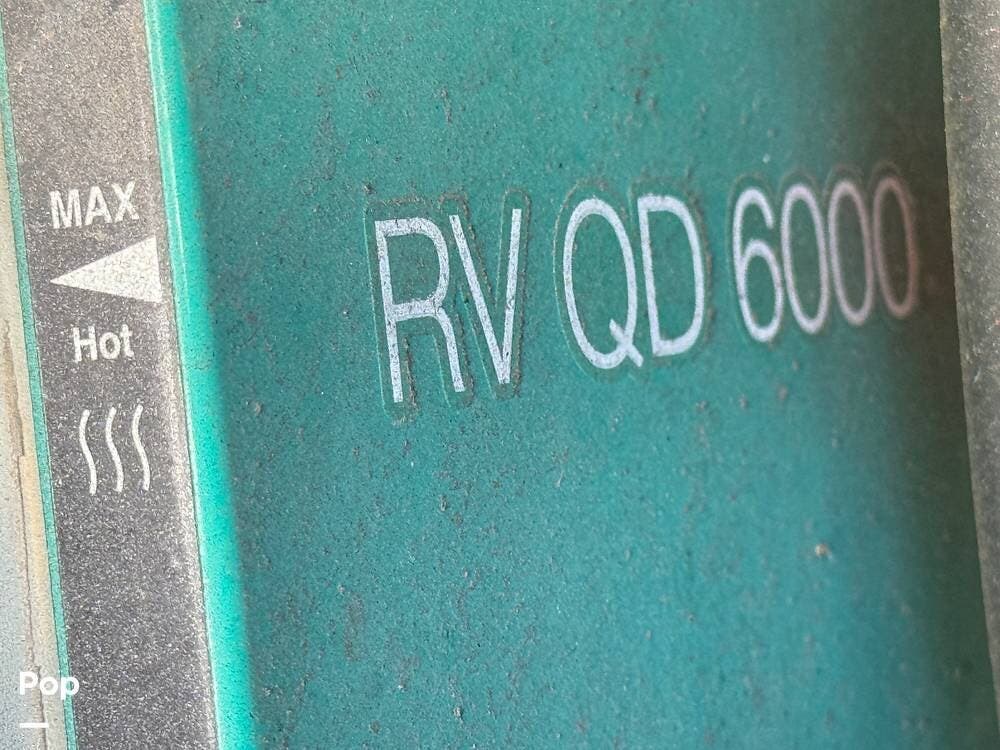 MAX
Hot
RV QD 6000
Pop